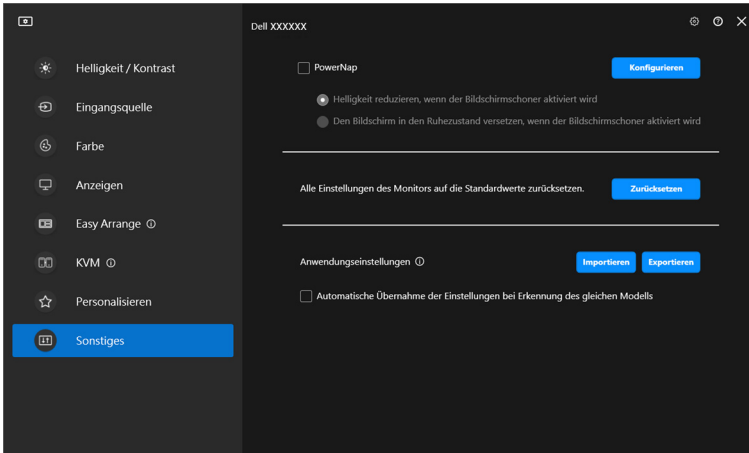 Dell XXXXXX
Helligkeit / Kontrast
Eingangsquelle
Farbe
Anzeigen
Easy Arrange
KVM
Personalisieren
Sonstiges
PowerNap
Konfigurieren
Helligkeit reduzieren, wenn der Bildschirmschoner aktiviert wird
Den Bildschirm in den Ruhezustand versetzen, wenn der Bildschirmschoner aktiviert wird
Alle Einstellungen des Monitors auf die Standardwerte zurücksetzen.
Zurücksetzen
Anwendungseinstellungen
Importieren
Exportieren
Automatische Übernahme der Einstellungen bei Erkennung des gleichen Modells